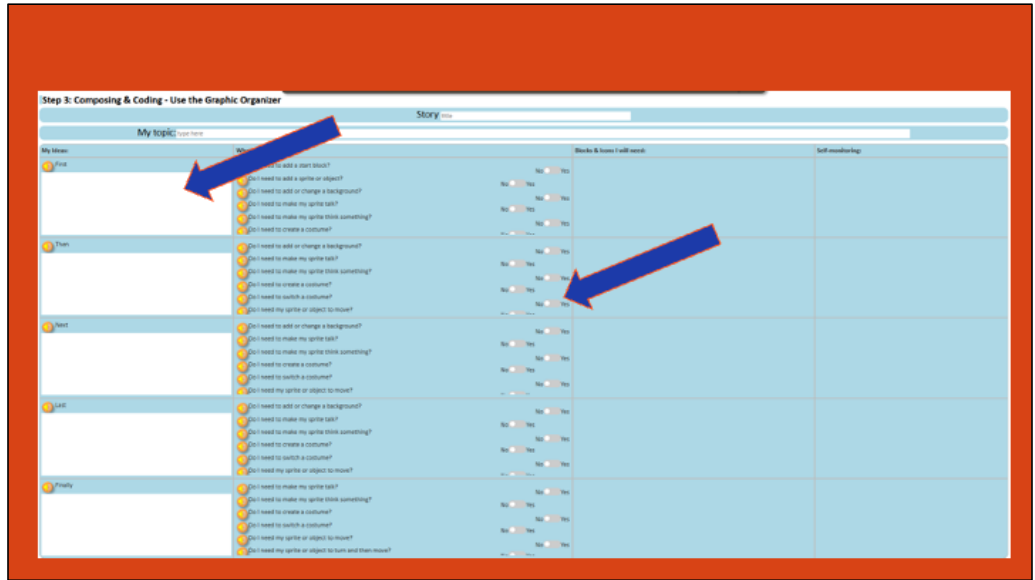 Step 3: Composing & Coding - Use the Graphic Organizer
Story title
My topic: type here
My Ideas:
Blocks & Icons I will need:
Self-monitoring:
First
need to add a start block?
No Yes
Do I need to add a sprite or object?
No Yes
Do I need to add or change a background?
No Yes
Do I need to make my sprite talk?
No Yes
Do I need to make my sprite think something?
No Yes
Do I need to create a costume?
Then
Do I need to add or change a background?
No Yes
Do I need to make my sprite talk?
No Yes
Do I need to make my sprite think something?
No Yes
Do I need to create a costume?
No Yes
Do I need to switch a costume?
No Yes
Do I need my sprite or object to move?
Next
Do I need to add or change a background?
No Yes
Do I need to make my sprite talk?
No Yes
Do I need to make my sprite think something?
No Yes
Do I need to create a costume?
No Yes
Do I need to switch a costume?
No Yes
Do I need my sprite or object to move?
Last
Do I need to add or change a background?
No Yes
Do I need to make my sprite talk?
No Yes
Do I need to make my sprite think something?
No Yes
Do I need to create a costume?
No Yes
Do I need to switch a costume?
No Yes
Do I need my sprite or object to move?
Finally
Do I need to make my sprite talk?
No Yes
Do I need to make my sprite think something?
No Yes
Do I need to create a costume?
No Yes
Do I need to switch a costume?
No Yes
Do I need my sprite or object to move?
No Yes
Do I need my sprite or object to turn and then move?